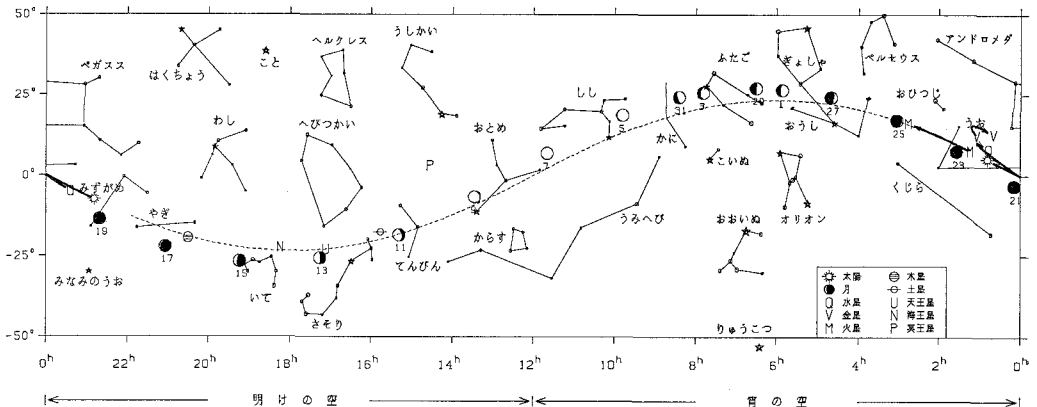 50°
25°
0°
-25°
-50°
ペガスス
はくちょう
こと
ヘルクレス
うしかい
しし
ふたご
ぎょしゃ
ペルセウス
アンドロメダ
わし
へびつかい
おとめ
かに
おうし
おひつじ
うお
P
5
7
31
3
29
1
27
25
M
23
M
V
V
みずがめ
Q
19
やぎ
17
みなみのうお
N
15
いて
U
13
さそり
11
てんびん
9
からす
うみへび
こいぬ
おおいぬ
オリオン
くじら
21
りゅうこつ
太陽
月
Q 水星
V 金星
M 火星
木星
土星
U 天王星
N 海王星
P 冥王星
0h 22h 20h 18h 16h 14h 12h 10h 8h 6h 4h 2h 0h
明けの空 宵の空